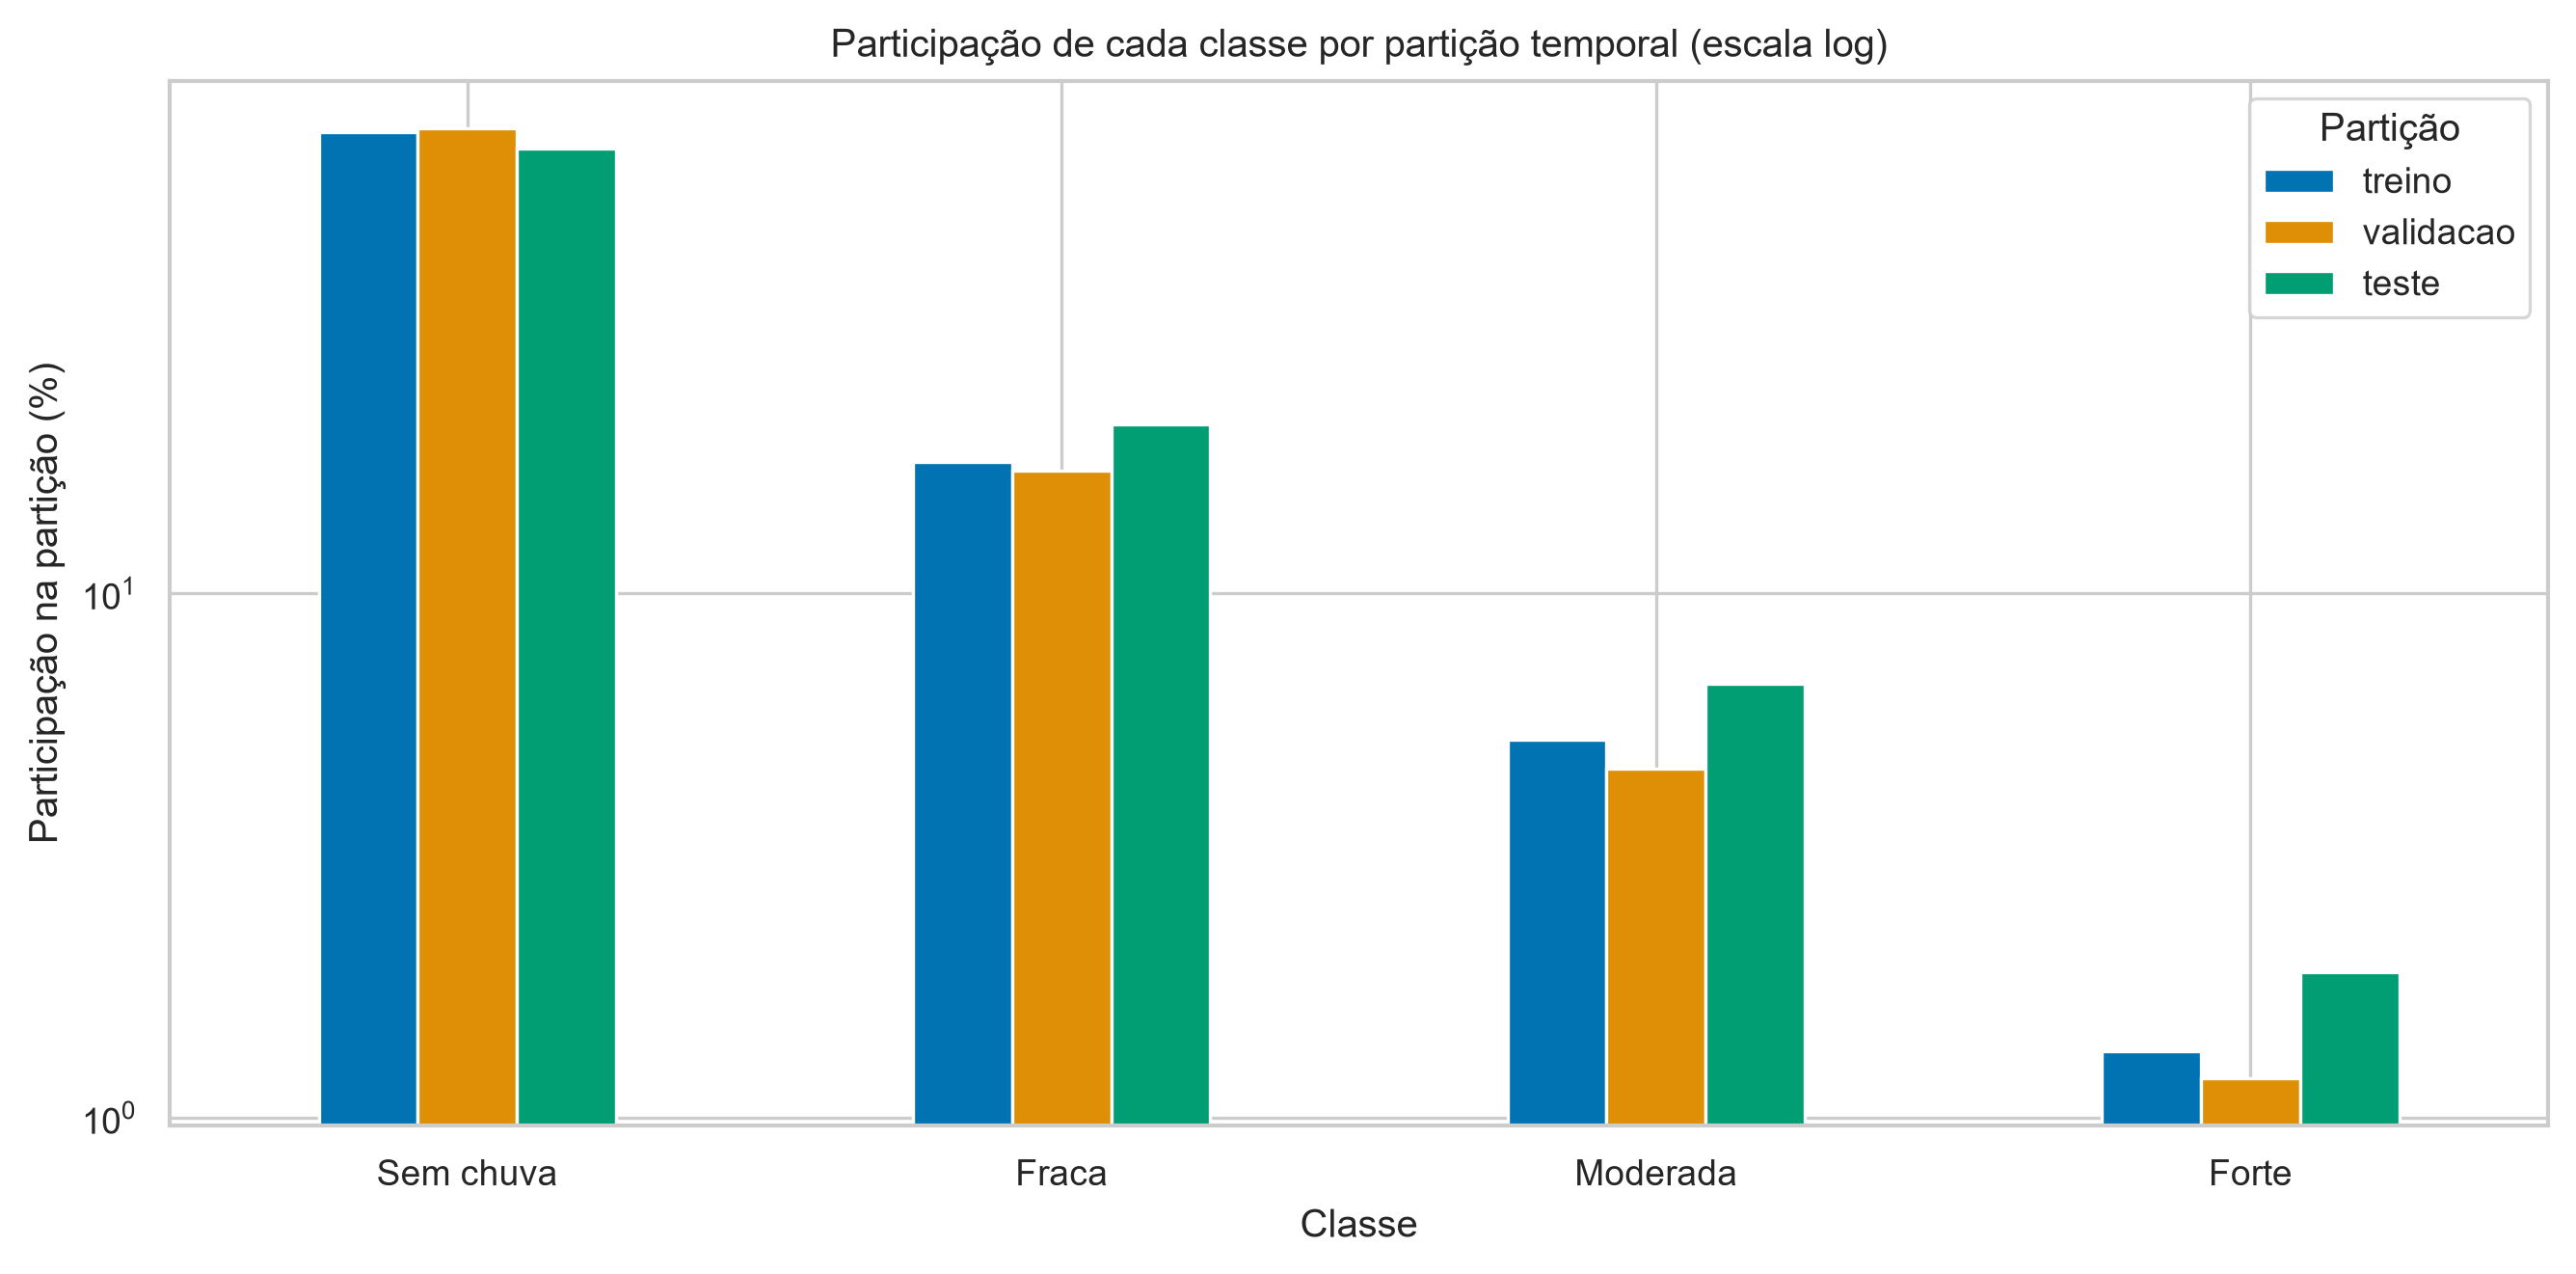 Participação de cada classe por partição temporal (escala log)
Participação na partição (%)
10¹
10⁰
Sem chuva
Fraca
Moderada
Forte
Classe
Partição
treino
validacao
teste